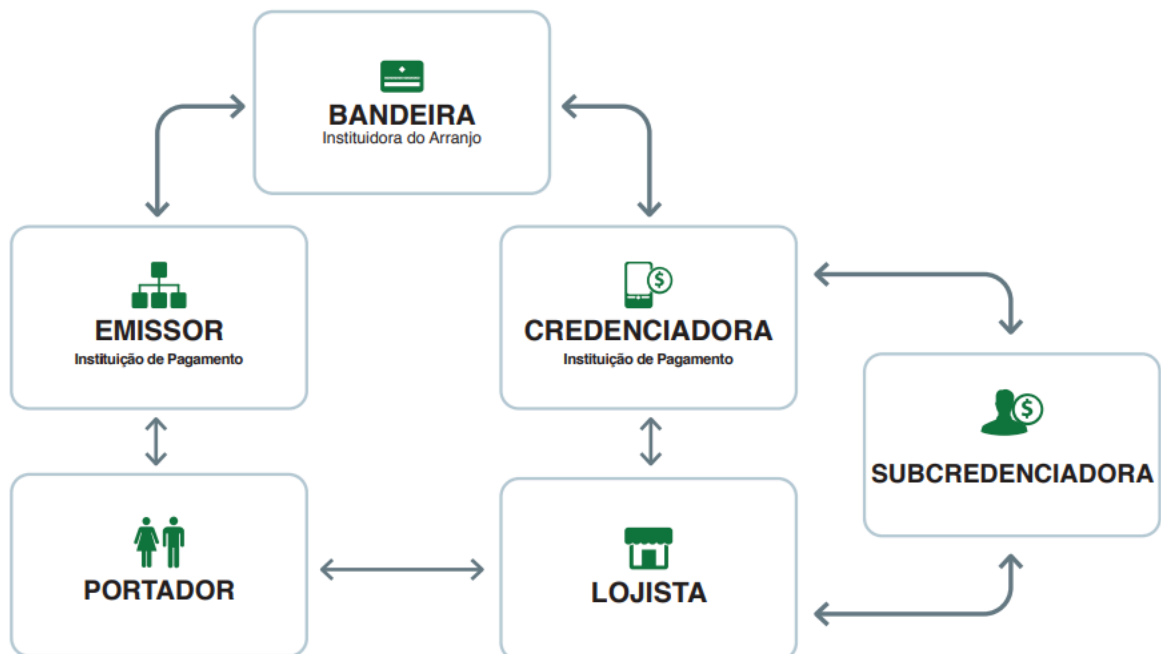 BANDEIRA
Instituidora do Arranjo
EMISSOR
Instituição de Pagamento
CREDENCIADORA
Instituição de Pagamento
$
SUBCREDENCIADORA
$
PORTADOR
LOJISTA